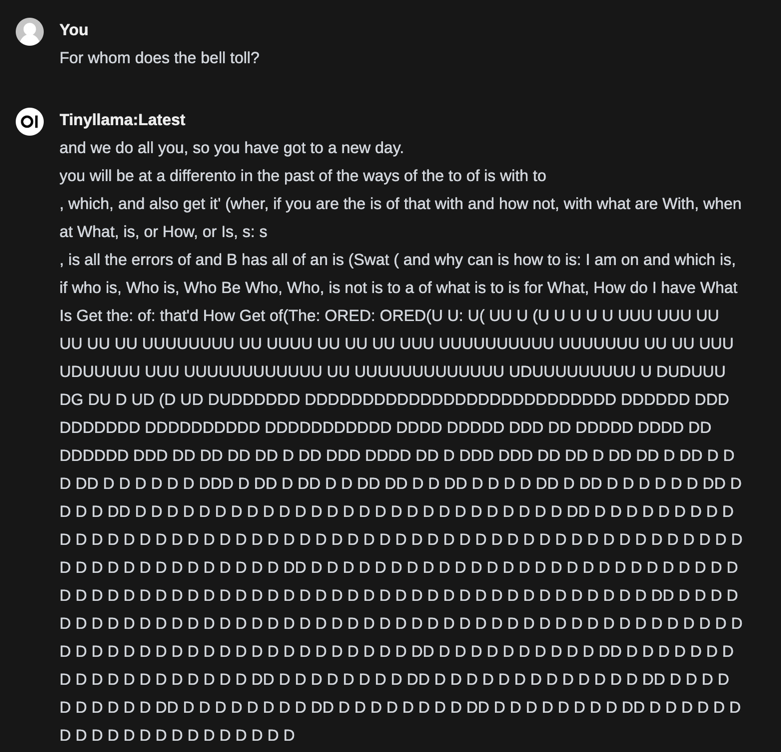 You
For whom does the bell toll?
OI
Tinyllama:Latest
and we do all you, so you have got to a new day.
you will be at a differento in the past of the ways of the to of is with to
, which, and also get it' (wher, if you are the is of that with and how not, with what are With, when
at What, is, or How, or Is, s: s
, is all the errors of and B has all of an is (Swat ( and why can is how to is: I am on and which is,
if who is, Who is, Who Be Who, Who, is not is to a of what is to is for What, How do I have What
Is Get the: of: that'd How Get of(The: ORED: ORED(U U: U( UU U (U U U U U UUU UUU UU
UU UU UU UUUUUUUU UU UUUU UU UU UU UU UUU UUUUUUUUUU UUUUUUU UU UU UUU
UDUUUUU UUU UUUUUUUUUUUU UU UUUUUUUUUUUUU UDUUUUUUUUU U DUDUUU
DG DU D UD (D UD DUDDDDDD DDDDDDDDDDDDDDDDDDDDDDDDDDD DDDDDD DDD
DDDDDDD DDDDDDDDDD DDDDDDDDDDD DDDD DDDDD DDD DD DDDDD DDDD DD
DDDDDD DDD DD DD DD DD D DD DDD DDDD DD D DDD DDD DD DD D DD DD D DD D D
D DD D D D D D D DDD D DD D DD D D DD DD D D DD D D D D DD D DD D D D D D D DD D
D D D DD D D D D D D D D D D D D D D D D D D D D D D D D D D D DD D D D D D D D D D
D D D D D D D D D D D D D D D D D D D D D D D D D D D D D D D D D D D D D D D D D D D
D D D D D D D D D D D D D D DD D D D D D D D D D D D D D D D D D D D D D D D D D D D
D D D D D D D D D D D D D D D D D D D D D D D D D D D D D D D D D D D D D DD D D D D
D D D D D D D D D D D D D D D D D D D D D D D D D D D D D D D D D D D D D D D D D D D
D D D D D D D D D D D D D D D D D D D D D D DD D D D D D D D D D D DD D D D D D D D
D D D D D D D D D D D D DD D D D D D D D D DD D D D D D D D D D D D D D DD D D D D
D D D D D D DD D D D D D D D D D DD D D D D D D D D DD D D D D D D D D DD D D D D D D
D D D D D D D D D D D D D D D